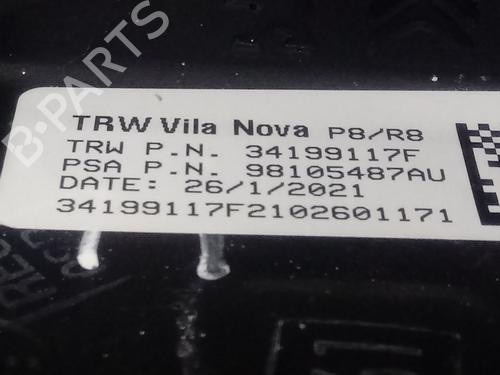 B-PARTS
TRW Vila Nova P8/R8
TRW P.N. 34199117F
PSA P.N. 98105487AU
DATE: 26/1/2021
34199117F2102601171